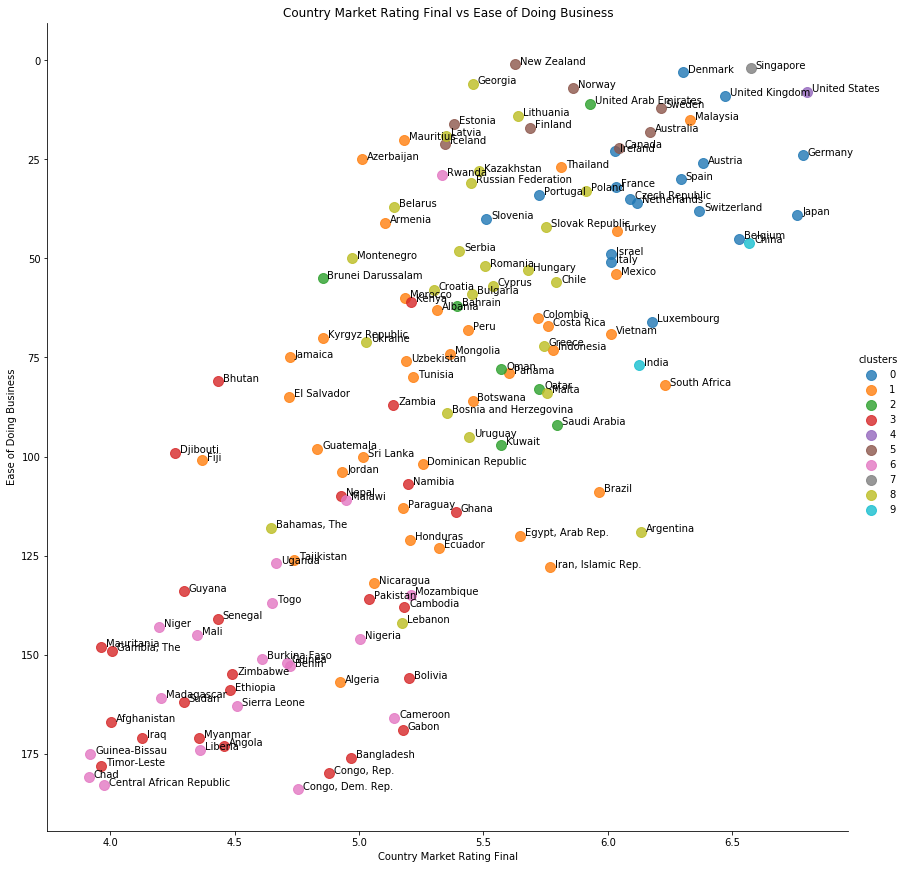 Country Market Rating Final vs Ease of Doing Business
Ease of Doing Business
0
25
50
75
100
125
150
175
New Zealand
Singapore
Denmark
Georgia
Norway
United States
United Kingdom
United Arab Emirates
Sweden
Lithuania
Malaysia
Estonia
Finland
Australia
Latvia
Mauritius
Iceland
Canada
Ireland
Germany
Azerbaijan
Austria
Thailand
Kazakhstan
Rwanda
Spain
Russian Federation
France
Poland
Portugal
Czech Republic
Netherlands
Belarus
Switzerland
Japan
Slovenia
Armenia
Slovak Republic
Turkey
Belgium
China
Serbia
Israel
Montenegro
Italy
Romania
Hungary
Mexico
Brunei Darussalam
Chile
Cyprus
Croatia
Bulgaria
Morocco
Kenya
Bahrain
Albania
Colombia
Luxembourg
Costa Rica
Peru
Vietnam
Kyrgyz Republic
Ukraine
Greece
Indonesia
Mongolia
Jamaica
Uzbekistan
India
Oman
Panama
Tunisia
Bhutan
South Africa
Qatar
Malta
El Salvador
Botswana
Zambia
Bosnia and Herzegovina
Saudi Arabia
Uruguay
Kuwait
Guatemala
Djibouti
Sri Lanka
Fiji
Dominican Republic
Jordan
Namibia
Brazil
Nepal
Malawi
Paraguay
Ghana
Bahamas, The
Argentina
Egypt, Arab Rep.
Honduras
Ecuador
Tajikistan
Uganda
Iran, Islamic Rep.
Nicaragua
Guyana
Mozambique
Pakistan
Togo
Cambodia
Senegal
Lebanon
Niger
Mali
Nigeria
Mauritania
Gambia, The
Burkina Faso
Guinea
Benin
Zimbabwe
Bolivia
Algeria
Ethiopia
Madagascar
Sudan
Sierra Leone
Cameroon
Afghanistan
Gabon
Iraq
Myanmar
Angola
Liberia
Guinea-Bissau
Bangladesh
Timor-Leste
Congo, Rep.
Chad
Central African Republic
Congo, Dem. Rep.
4.0
4.5
5.0
5.5
6.0
6.5
Country Market Rating Final
clusters
0
1
2
3
4
5
6
7
8
9